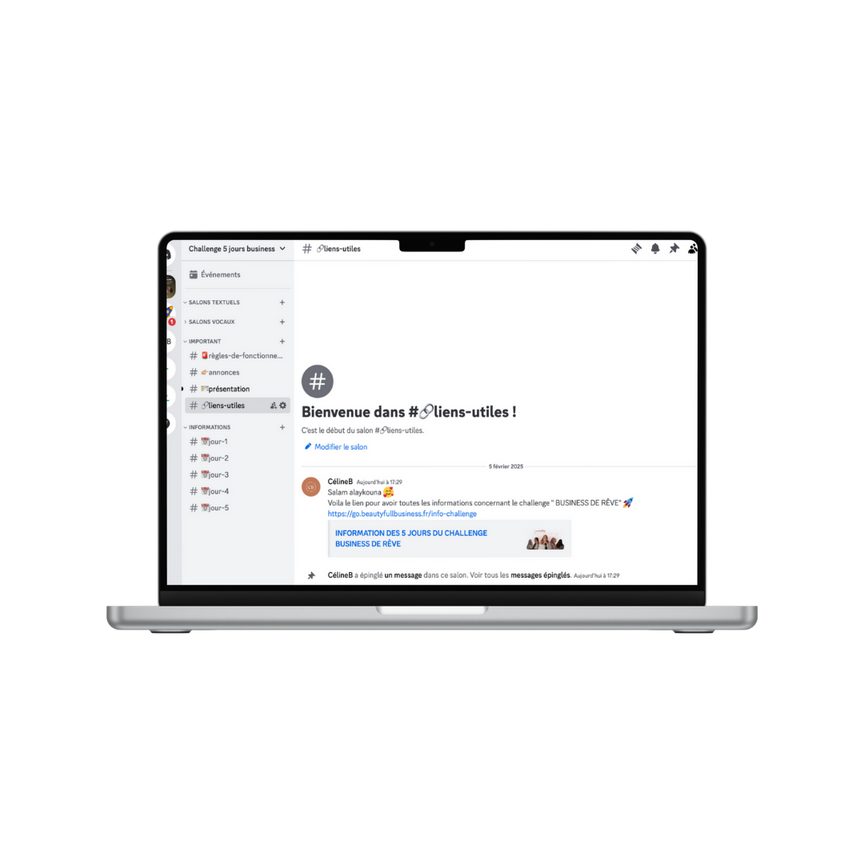 Challenge 5 jours business
Événements
SALONS TEXTUELS
SALONS VOCAUX
IMPORTANT
# 🚨règles-de-fonctionne...
# annonces
# présentation
# 🔗liens-utiles
INFORMATIONS
# 📅jour-1
# 📅jour-2
# 📅jour-3
# 📅jour-4
# 📅jour-5
1
B
# 🔗liens-utiles
#
Bienvenue dans #🔗liens-utiles !
C'est le début du salon #🔗liens-utiles.
Modifier le salon
5 février 2025
CélineB Aujourd'hui à 17:29
Salam alaykouna 🥰
Voila le lien pour avoir toutes les informations concernant le challenge " BUSINESS DE RÊVE" 🚀
https://go.beautyfullbusiness.fr/info-challenge
INFORMATION DES 5 JOURS DU CHALLENGE
BUSINESS DE RÊVE
CélineB a épinglé un message dans ce salon. Voir tous les messages épinglés. Aujourd'hui à 17:29